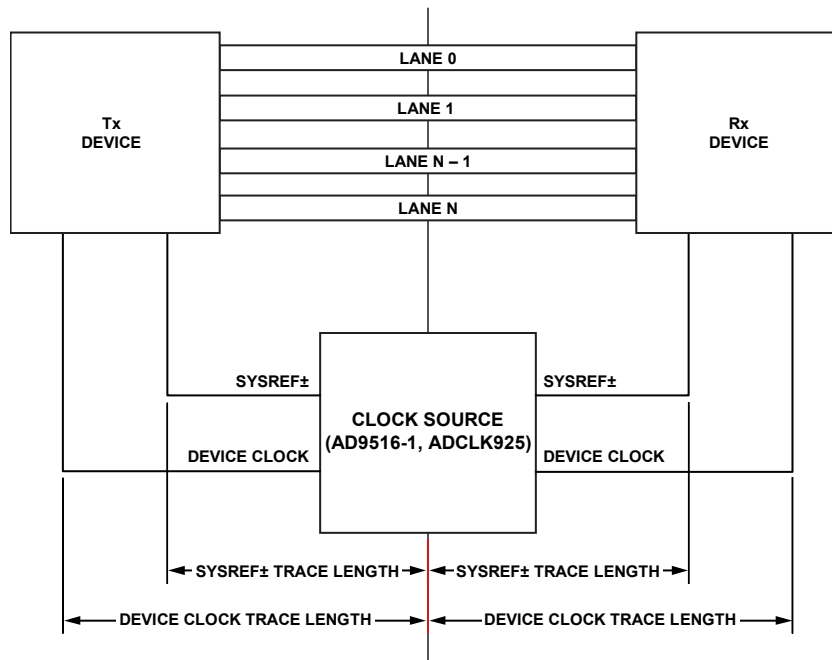 LANE 0
LANE 1
Tx
DEVICE
Rx
DEVICE
LANE N – 1
LANE N
SYSREF±
SYSREF±
CLOCK SOURCE
(AD9516-1, ADCLK925)
DEVICE CLOCK
DEVICE CLOCK
SYSREF± TRACE LENGTH
SYSREF± TRACE LENGTH
DEVICE CLOCK TRACE LENGTH
DEVICE CLOCK TRACE LENGTH